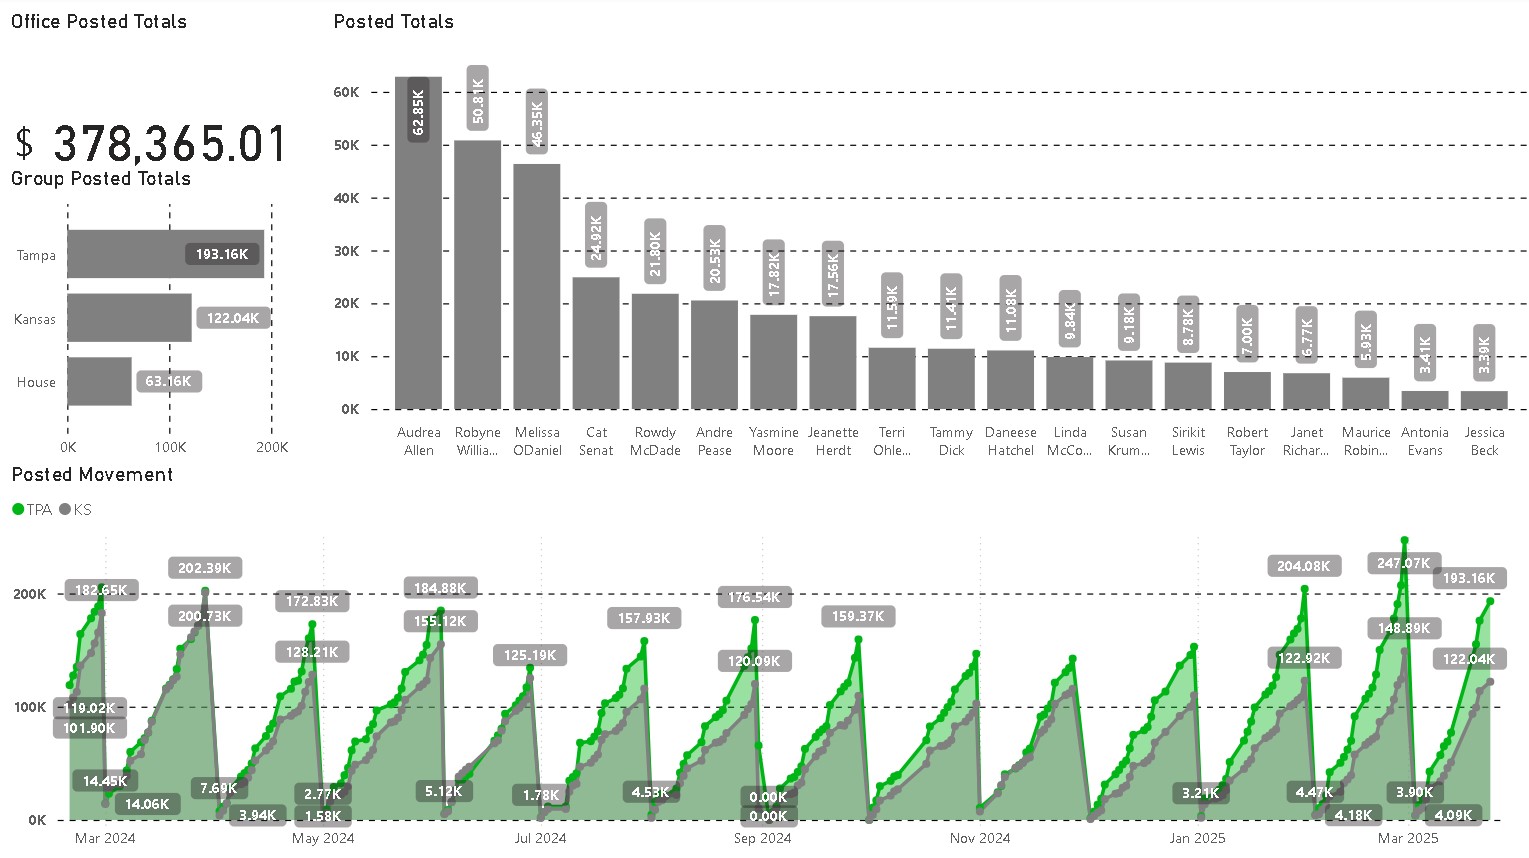 Office Posted Totals
$ 378,365.01
Group Posted Totals
Tampa 193.16K
Kansas 122.04K
House 63.16K
0K 100K 200K
Posted Totals
60K
50K
40K
30K
20K
10K
0K
62.85K 50.81K 46.35K 24.92K 21.80K 20.53K 17.82K 17.56K 11.59K 11.41K 11.08K 9.84K 9.18K 8.78K 7.00K 6.77K 5.93K 3.41K 3.39K
Audrea Robyne Melissa Cat Rowdy Andre Yasmine Jeanette Terri Tammy Daneese Linda Susan Sirikit Robert Janet Maurice Antonia Jessica
Allen Willia... ODaniel Senat McDade Pease Moore Herdt Ohle... Dick Hatchel McCo... Krum... Lewis Taylor Richar... Robin... Evans Beck
Posted Movement
TPA KS
200K
100K
0K
182.65K 202.39K 172.83K 184.88K 125.19K 157.93K 176.54K 159.37K 204.08K 247.07K 193.16K
200.73K 128.21K 155.12K 120.09K 122.92K 148.89K 122.04K
119.02K
101.90K
14.45K 7.69K 2.77K 5.12K 1.78K 4.53K 0.00K 3.21K 4.47K 3.90K
14.06K 3.94K 1.58K 0.00K 4.18K 4.09K
Mar 2024 May 2024 Jul 2024 Sep 2024 Nov 2024 Jan 2025 Mar 2025